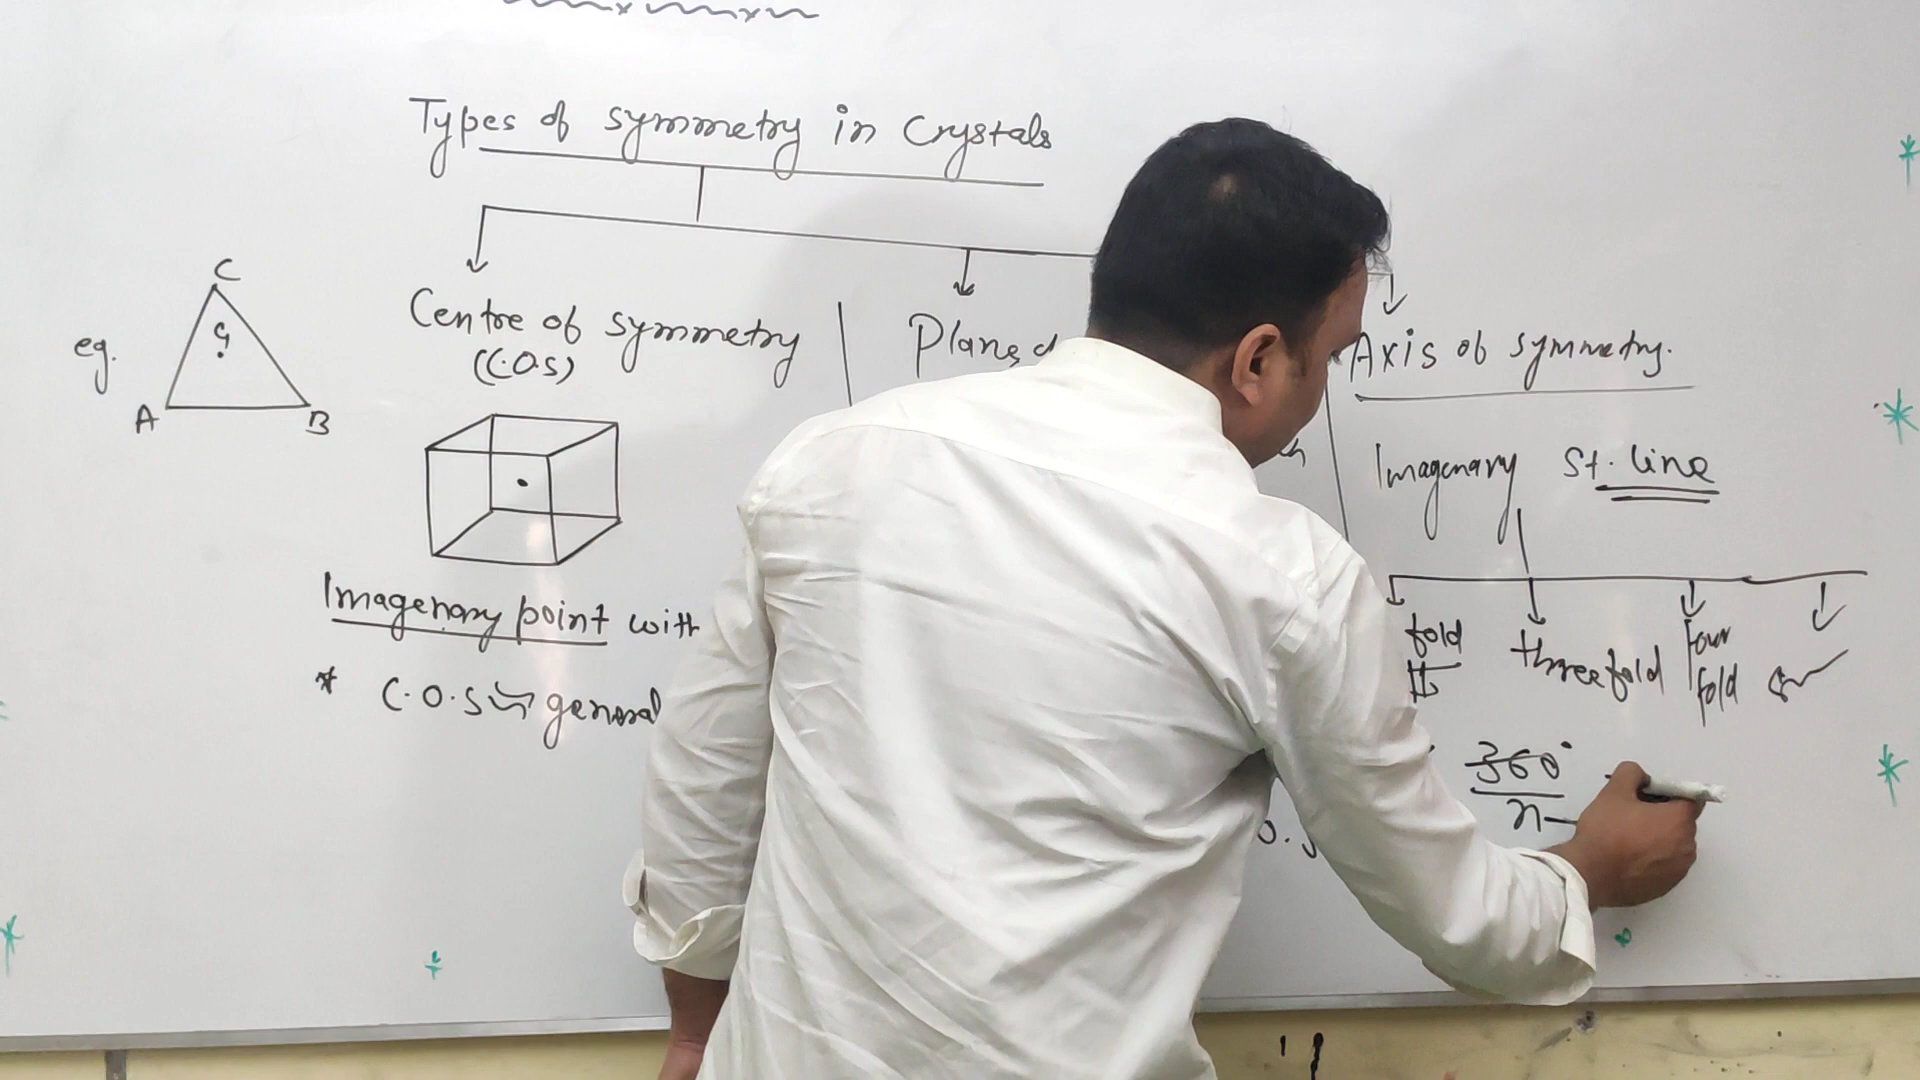 Types of symmetry in Crystals
eg.
C
G
A
B
Centre of symmetry
(C.O.S)
Imagenary point with
* C.O.S general
Plane
Axis of symmetry.
Imagenary St. line
fold
three fold
four
fold
360°
n